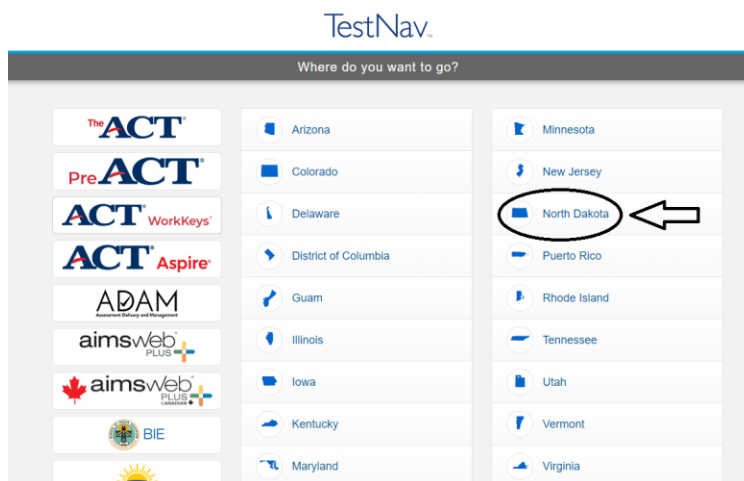 TestNav™
Where do you want to go?
The ACT®
PreACT®
ACT® WorkKeys®
ACT® Aspire®
ADAM
Assessment Delivery and Management
aimsweb
PLUS
aimsweb
PLUS
CANADIAN
BIE
Arizona
Colorado
Delaware
District of Columbia
Guam
Illinois
Iowa
Kentucky
Maryland
Minnesota
New Jersey
North Dakota
Puerto Rico
Rhode Island
Tennessee
Utah
Vermont
Virginia